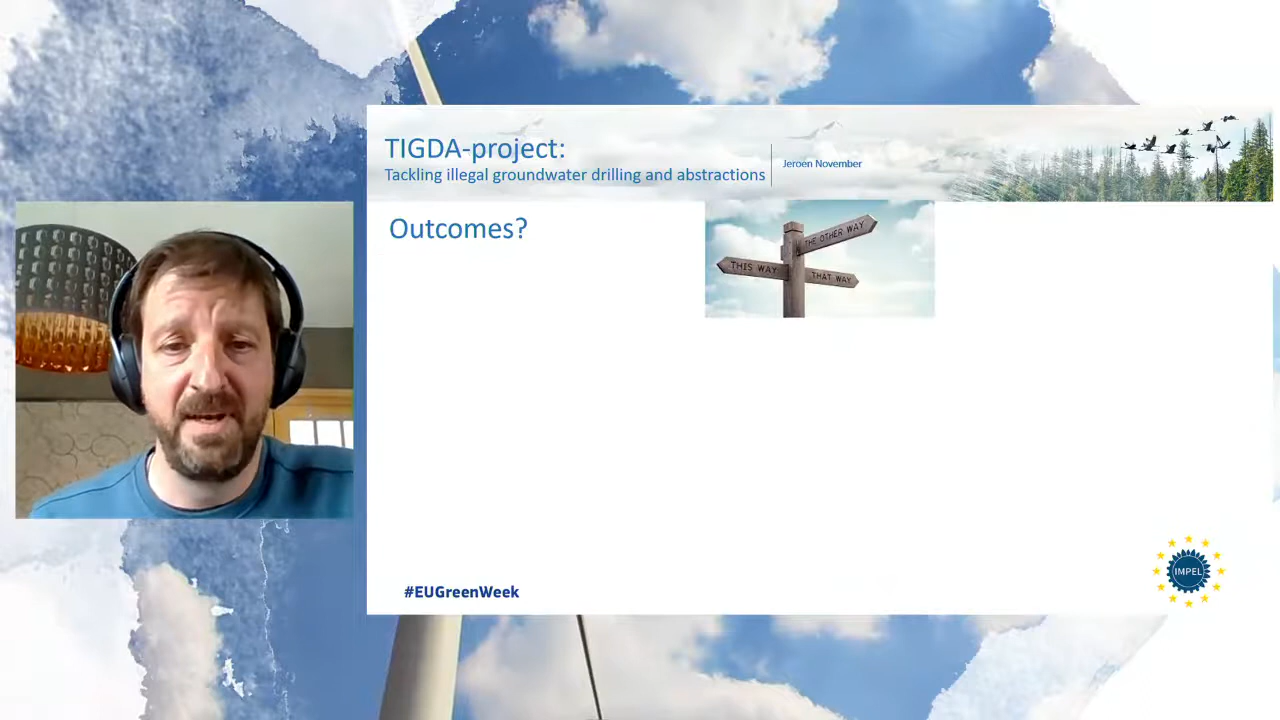 TIGDA-project:
Tackling illegal groundwater drilling and abstractions
Jeroen November
Outcomes?
THE OTHER WAY
THIS WAY
THAT WAY
#EUGreenWeek
IMPEL